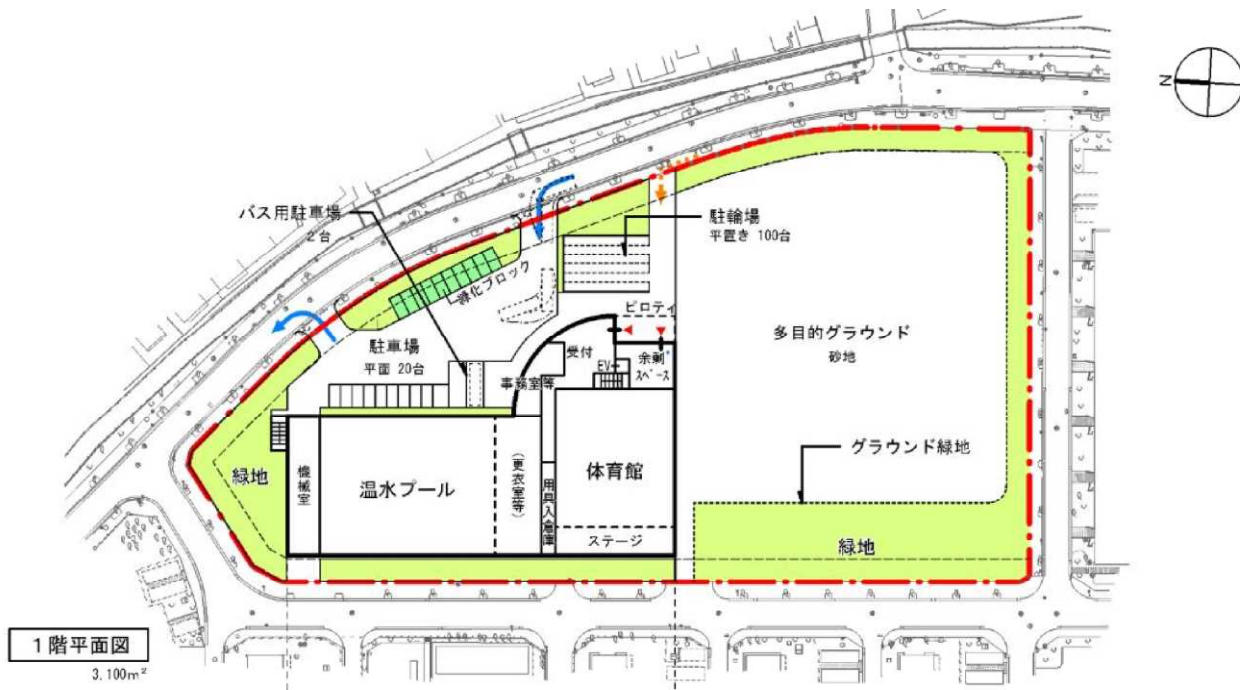 N
バス用駐車場
2台
緑化ブロック
駐輪場
平置き 100台
ピロティ
多目的グラウンド
砂地
駐車場
平面 20台
受付
EV
余剰
スペース
事務室等
グラウンド緑地
緑地
機械室
温水プール
(更衣室等)
用具入倉庫
体育館
ステージ
緑地
1階平面図
3,100m²